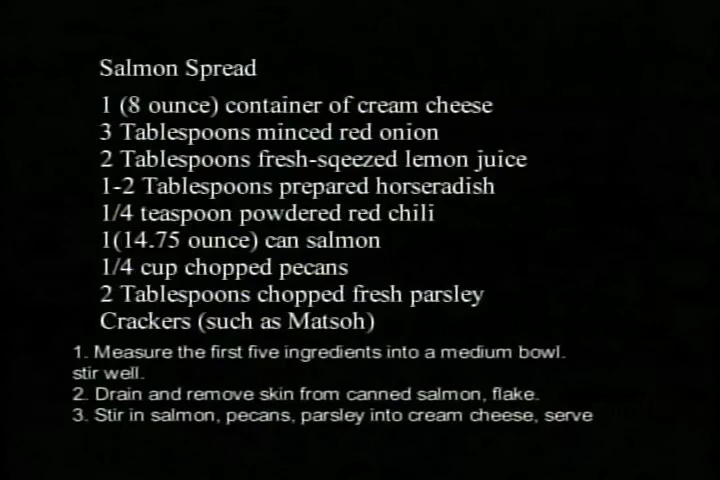 Salmon Spread
1 (8 ounce) container of cream cheese
3 Tablespoons minced red onion
2 Tablespoons fresh-sqeezed lemon juice
1-2 Tablespoons prepared horseradish
1/4 teaspoon powdered red chili
1(14.75 ounce) can salmon
1/4 cup chopped pecans
2 Tablespoons chopped fresh parsley
Crackers (such as Matsoh)
1. Measure the first five ingredients into a medium bowl.
stir well.
2. Drain and remove skin from canned salmon, flake.
3. Stir in salmon, pecans, parsley into cream cheese, serve